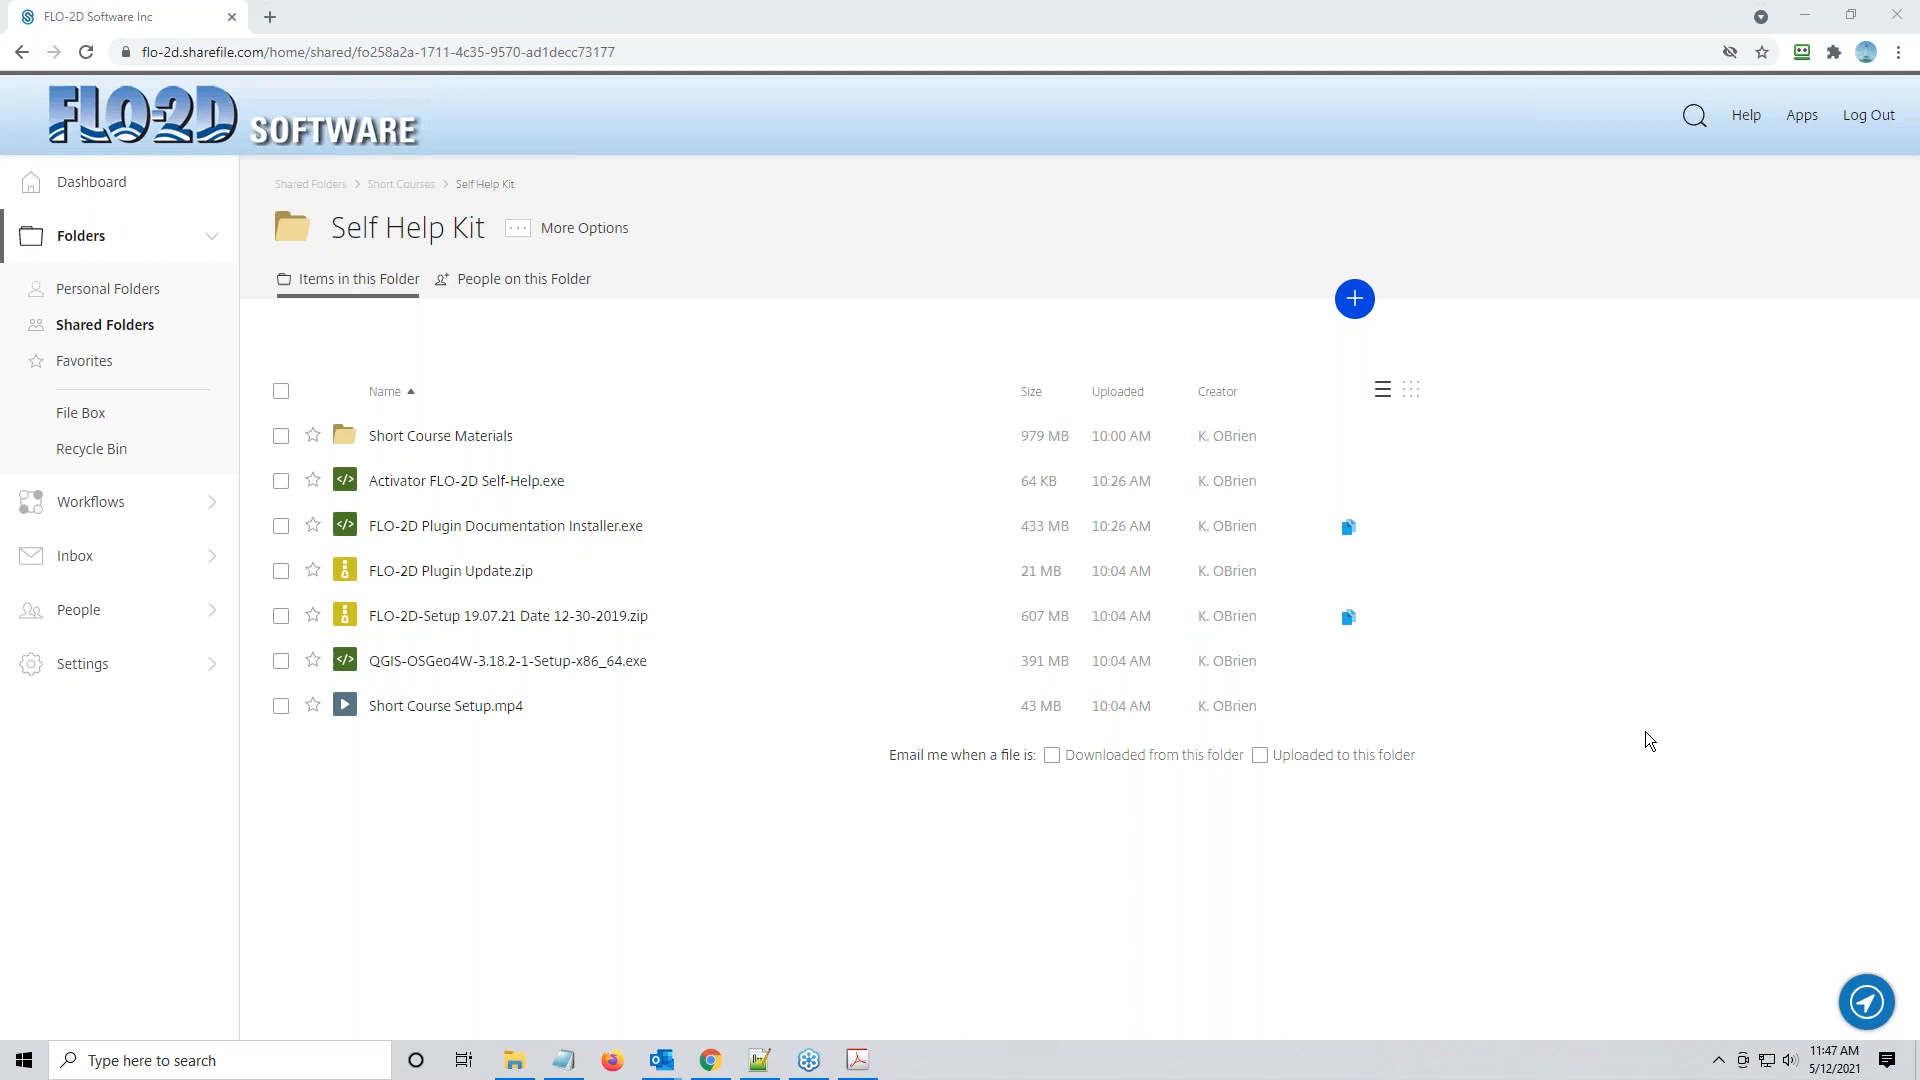 FLO-2D Software Inc
flo-2d.sharefile.com/home/shared/fo258a2a-1711-4c35-9570-ad1decc73177
FLO-2D SOFTWARE
Help
Apps
Log Out
Dashboard
Folders
Personal Folders
Shared Folders
Favorites
File Box
Recycle Bin
Workflows
Inbox
People
Settings
Shared Folders > Short Courses > Self Help Kit
Self Help Kit
More Options
Items in this Folder
People on this Folder
Name Size Uploaded Creator
Short Course Materials 979 MB 10:00 AM K. OBrien
Activator FLO-2D Self-Help.exe 64 KB 10:26 AM K. OBrien
FLO-2D Plugin Documentation Installer.exe 433 MB 10:26 AM K. OBrien
FLO-2D Plugin Update.zip 21 MB 10:04 AM K. OBrien
FLO-2D-Setup 19.07.21 Date 12-30-2019.zip 607 MB 10:04 AM K. OBrien
QGIS-OSGeo4W-3.18.2-1-Setup-x86_64.exe 391 MB 10:04 AM K. OBrien
Short Course Setup.mp4 43 MB 10:04 AM K. OBrien
Email me when a file is: Downloaded from this folder Uploaded to this folder
Type here to search
11:47 AM
5/12/2021